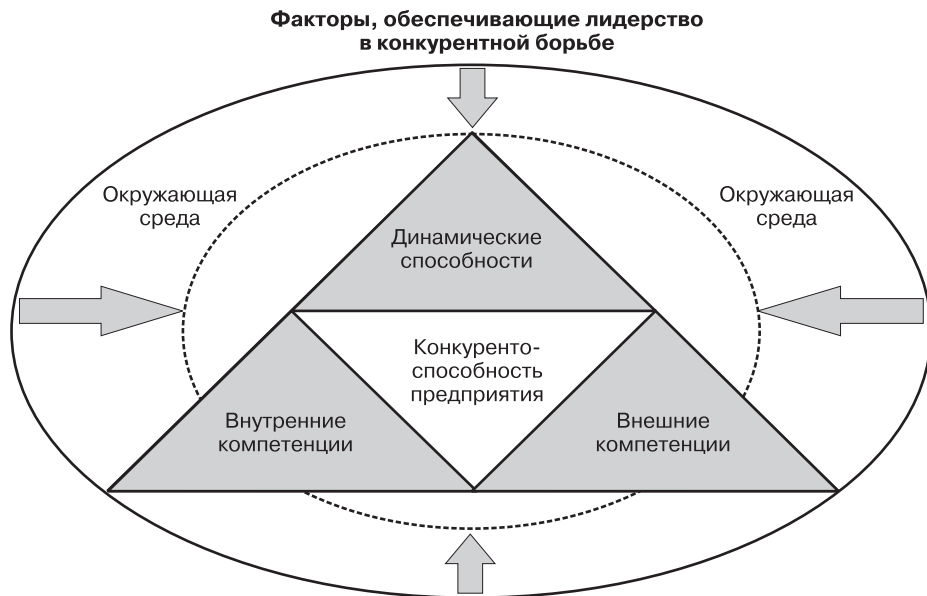 Факторы, обеспечивающие лидерство
в конкурентной борьбе
Окружающая
среда
Окружающая
среда
Динамические
способности
Конкуренто-
способность
предприятия
Внутренние
компетенции
Внешние
компетенции